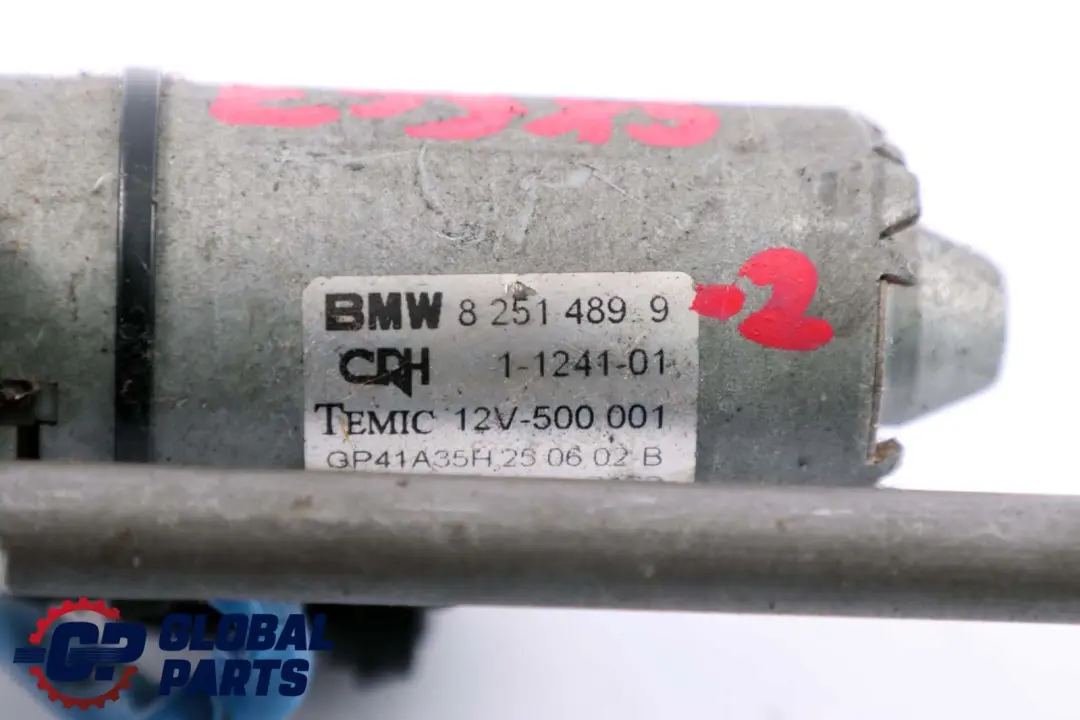 -2
BMW 8 251 489 9
CRH 1-1241-01
TEMIC 12V-500 001
GP41A35H 25 06 02 B
GP GLOBAL
PARTS